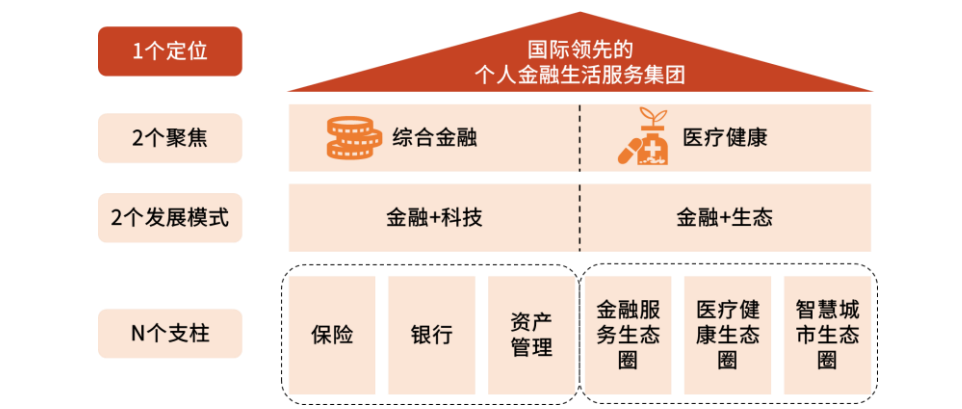 1个定位
国际领先的
个人金融生活服务集团
2个聚焦
综合金融
医疗健康
2个发展模式
金融+科技
金融+生态
N个支柱
保险
银行
资产
管理
金融服
务生态
圈
医疗健
康生态
圈
智慧城
市生态
圈